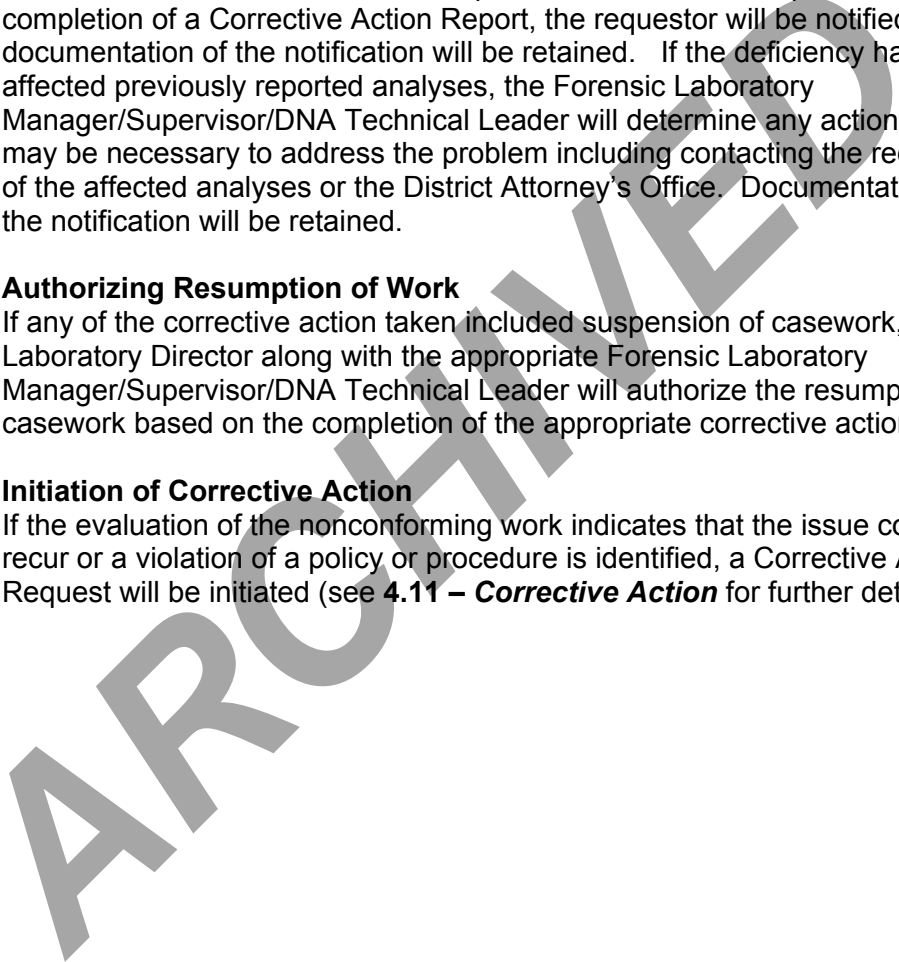 completion of a Corrective Action Report, the requestor will be notified
documentation of the notification will be retained. If the deficiency ha
affected previously reported analyses, the Forensic Laboratory
Manager/Supervisor/DNA Technical Leader will determine any action
may be necessary to address the problem including contacting the rec
of the affected analyses or the District Attorney's Office. Documentat
the notification will be retained.
Authorizing Resumption of Work
If any of the corrective action taken included suspension of casework,
Laboratory Director along with the appropriate Forensic Laboratory
Manager/Supervisor/DNA Technical Leader will authorize the resump
casework based on the completion of the appropriate corrective action
Initiation of Corrective Action
If the evaluation of the nonconforming work indicates that the issue co
recur or a violation of a policy or procedure is identified, a Corrective A
Request will be initiated (see 4.11 – Corrective Action for further det
ARCHIVED